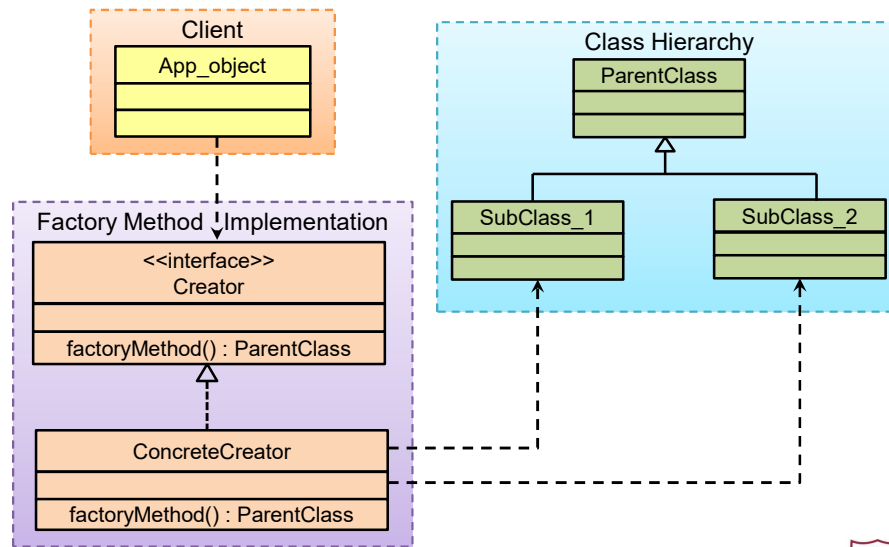 Client
App_object
Class Hierarchy
ParentClass
SubClass_1
SubClass_2
Factory Method Implementation
<<interface>>
Creator
factoryMethod() : ParentClass
ConcreteCreator
factoryMethod() : ParentClass